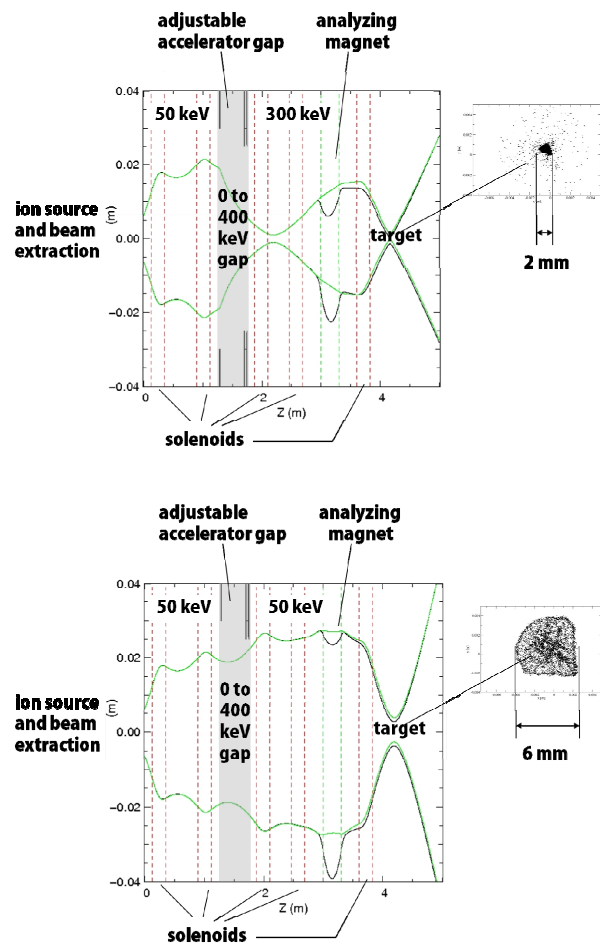 adjustable
accelerator gap
analyzing
magnet
0.04
50 keV
300 keV
0.02
0 to
400
keV
gap
ion source
and beam
extraction
(m)
0.00
target
2 mm
-0.02
-0.04
0
2
4
Z (m)
solenoids
adjustable
accelerator gap
analyzing
magnet
0.04
50 keV
50 keV
0.02
0 to
400
keV
gap
ion source
and beam
extraction
(m)
0.00
target
6 mm
-0.02
-0.04
0
2
4
Z (m)
solenoids